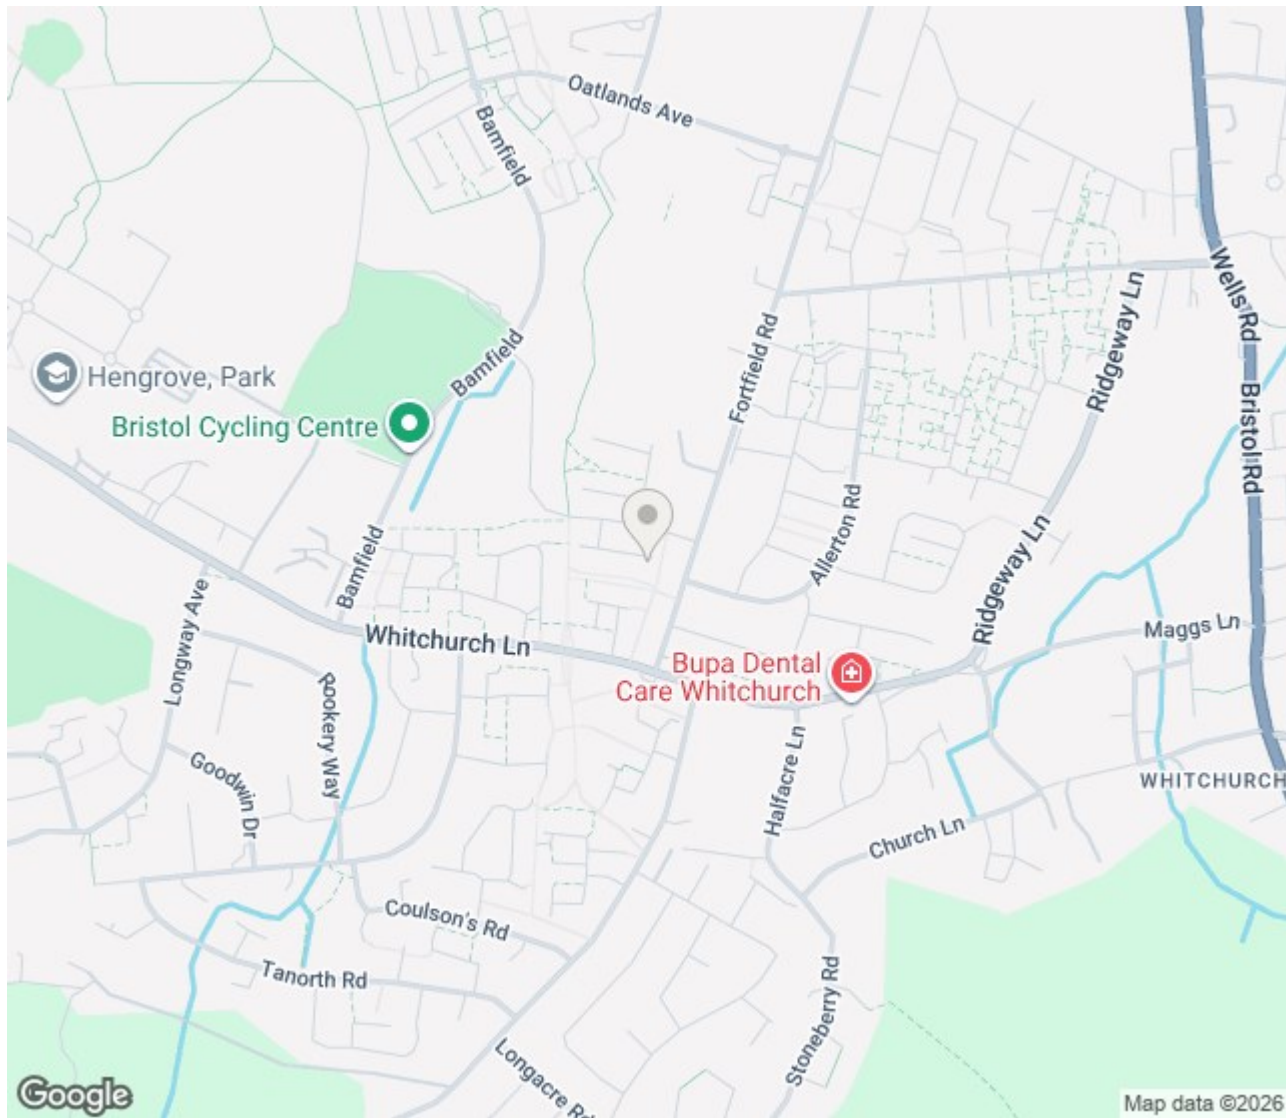 Oatlands Ave
Bamfield
Wells Rd
Ridgeway Ln
Fortfield Rd
Bamfield
Hengrove, Park
Bristol Cycling Centre
Bristol Rd
Allerton Rd
Bamfield
Ridgeway Ln
Longway Ave
Whitchurch Ln
Maggs Ln
Bupa Dental
Care Whitchurch
Rookery Way
Goodwin Dr
Halfacre Ln
WHITCHURCH
Church Ln
Coulson's Rd
Tanorth Rd
Stoneberry Rd
Longacre Rd
Google
Map data ©2026